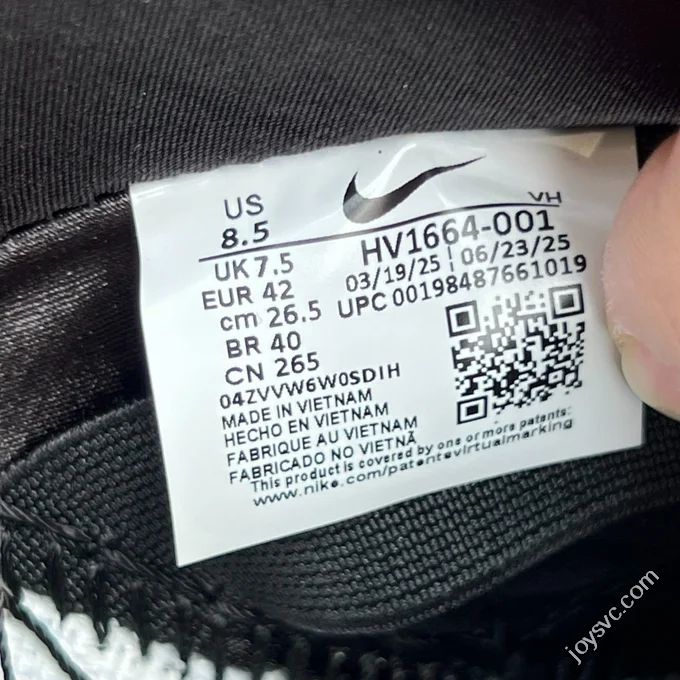 US
8.5
VH
HV1664-001
UK 7.5
03/19/25 | 06/23/25
EUR 42
UPC 00198487661019
cm 26.5
BR 40
CN 265
04ZVVW6W0SDIH
MADE IN VIETNAM
HECHO EN VIETNAM
FABRIQUE AU VIETNAM
FABRICADO NO VIETNÃ
This product is covered by one or more patents:
www.nike.com/patentsvirtualmarking
joysvc.com